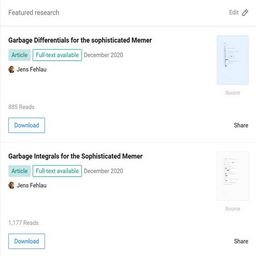 Featured research
Edit
Garbage Differentials for the sophisticated Memer
Article Full-text available December 2020
Jens Fehlau
Source
885 Reads
Download
Share
Garbage Integrals for the Sophisticated Memer
Article Full-text available December 2020
Jens Fehlau
Source
1,177 Reads
Download
Share